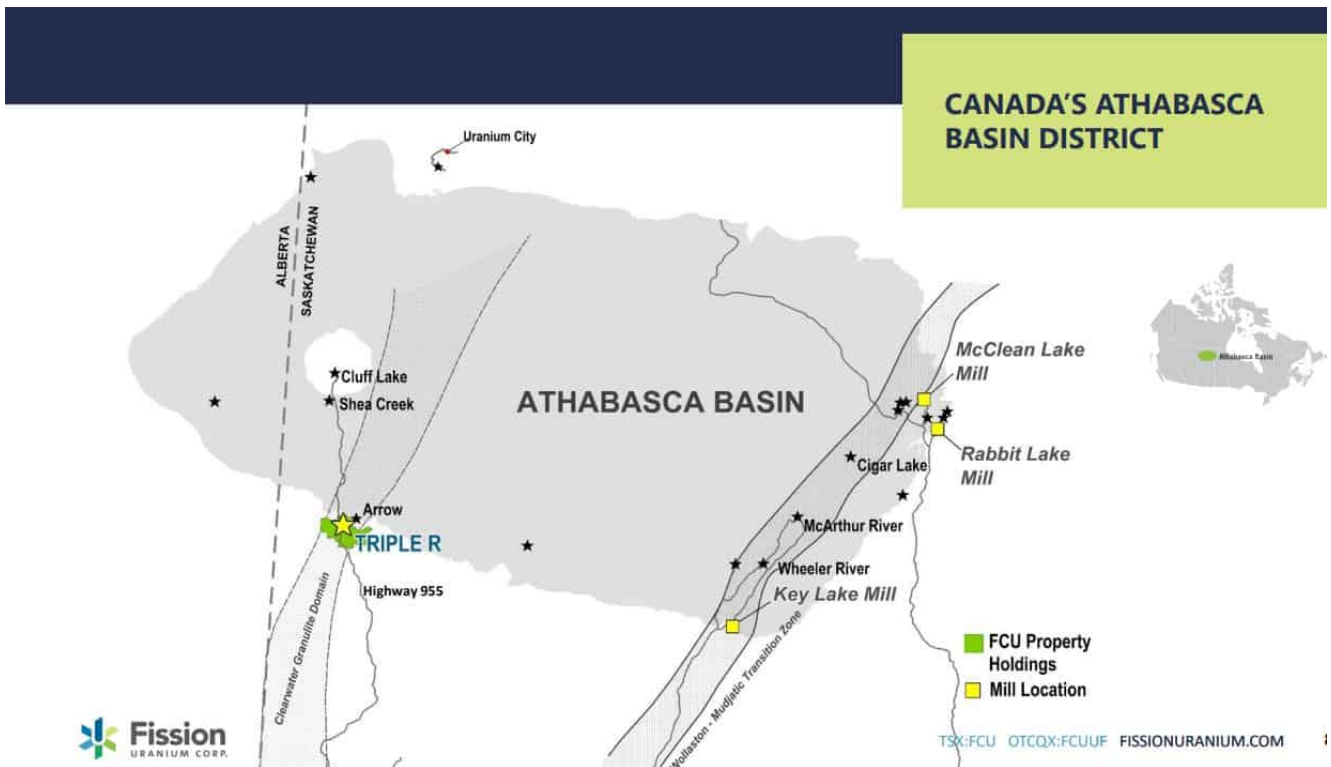 CANADA'S ATHABASCA
BASIN DISTRICT
Uranium City
ALBERTA
SASKATCHEWAN
Athabasca Basin
McClean Lake
Mill
Cluff Lake
Shea Creek
ATHABASCA BASIN
Rabbit Lake
Mill
Cigar Lake
Arrow
McArthur River
TRIPLE R
Wheeler River
Highway 955
Key Lake Mill
Clearwater Granulite Domain
Wollaston - Mudjatic Transition Zone
FCU Property
Holdings
Mill Location
Fission
URANIUM CORP.
TSX:FCU OTCQX:FCUUF FISSIONURANIUM.COM